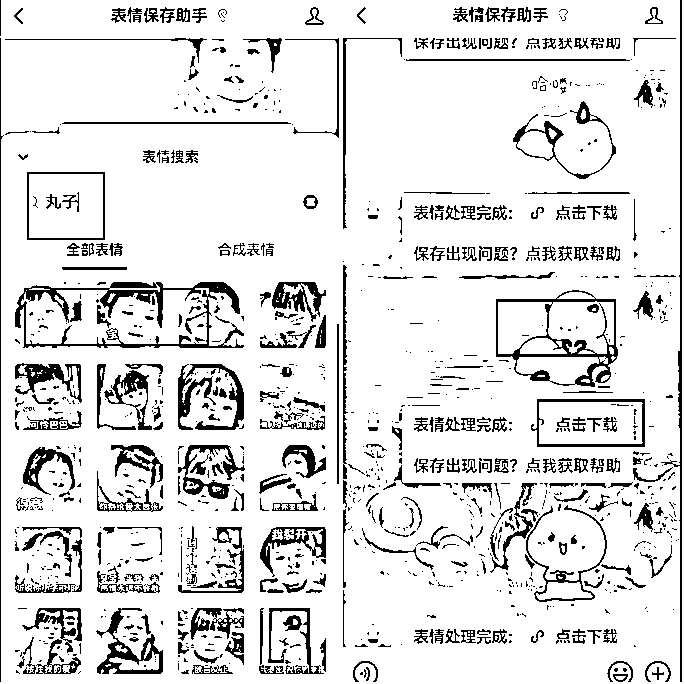 表情保存助手
表情搜索
丸子
全部表情
合成表情
表情保存助手
保存出现问题？点我获取帮助
哈喽
表情处理完成：点击下载
保存出现问题？点我获取帮助
表情处理完成：点击下载
保存出现问题？点我获取帮助
表情处理完成：点击下载